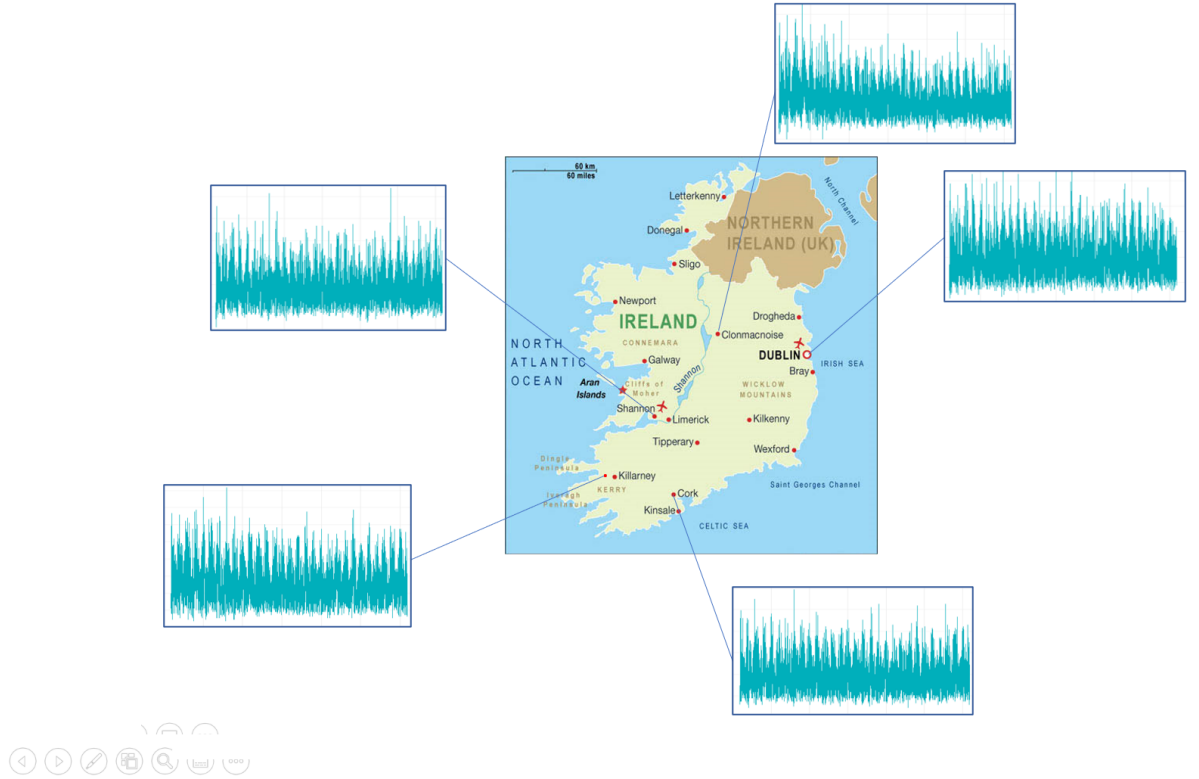 60 km
60 miles
North Channel
Letterkenny
NORTHERN
IRELAND (UK)
Donegal
Sligo
Newport
IRELAND
Drogheda
Clonmacnoise
CONNEMARA
NORTH
ATLANTIC
OCEAN
DUBLIN
IRISH SEA
Galway
Bray
Shannon
Aran
Islands
Cliffs of
Moher
WICKLOW
MOUNTAINS
Shannon
Limerick
Kilkenny
Tipperary
Wexford
Dingle
Peninsula
Killarney
KERRY
Iveragh
Peninsula
Saint Georges Channel
Cork
Kinsale
CELTIC SEA